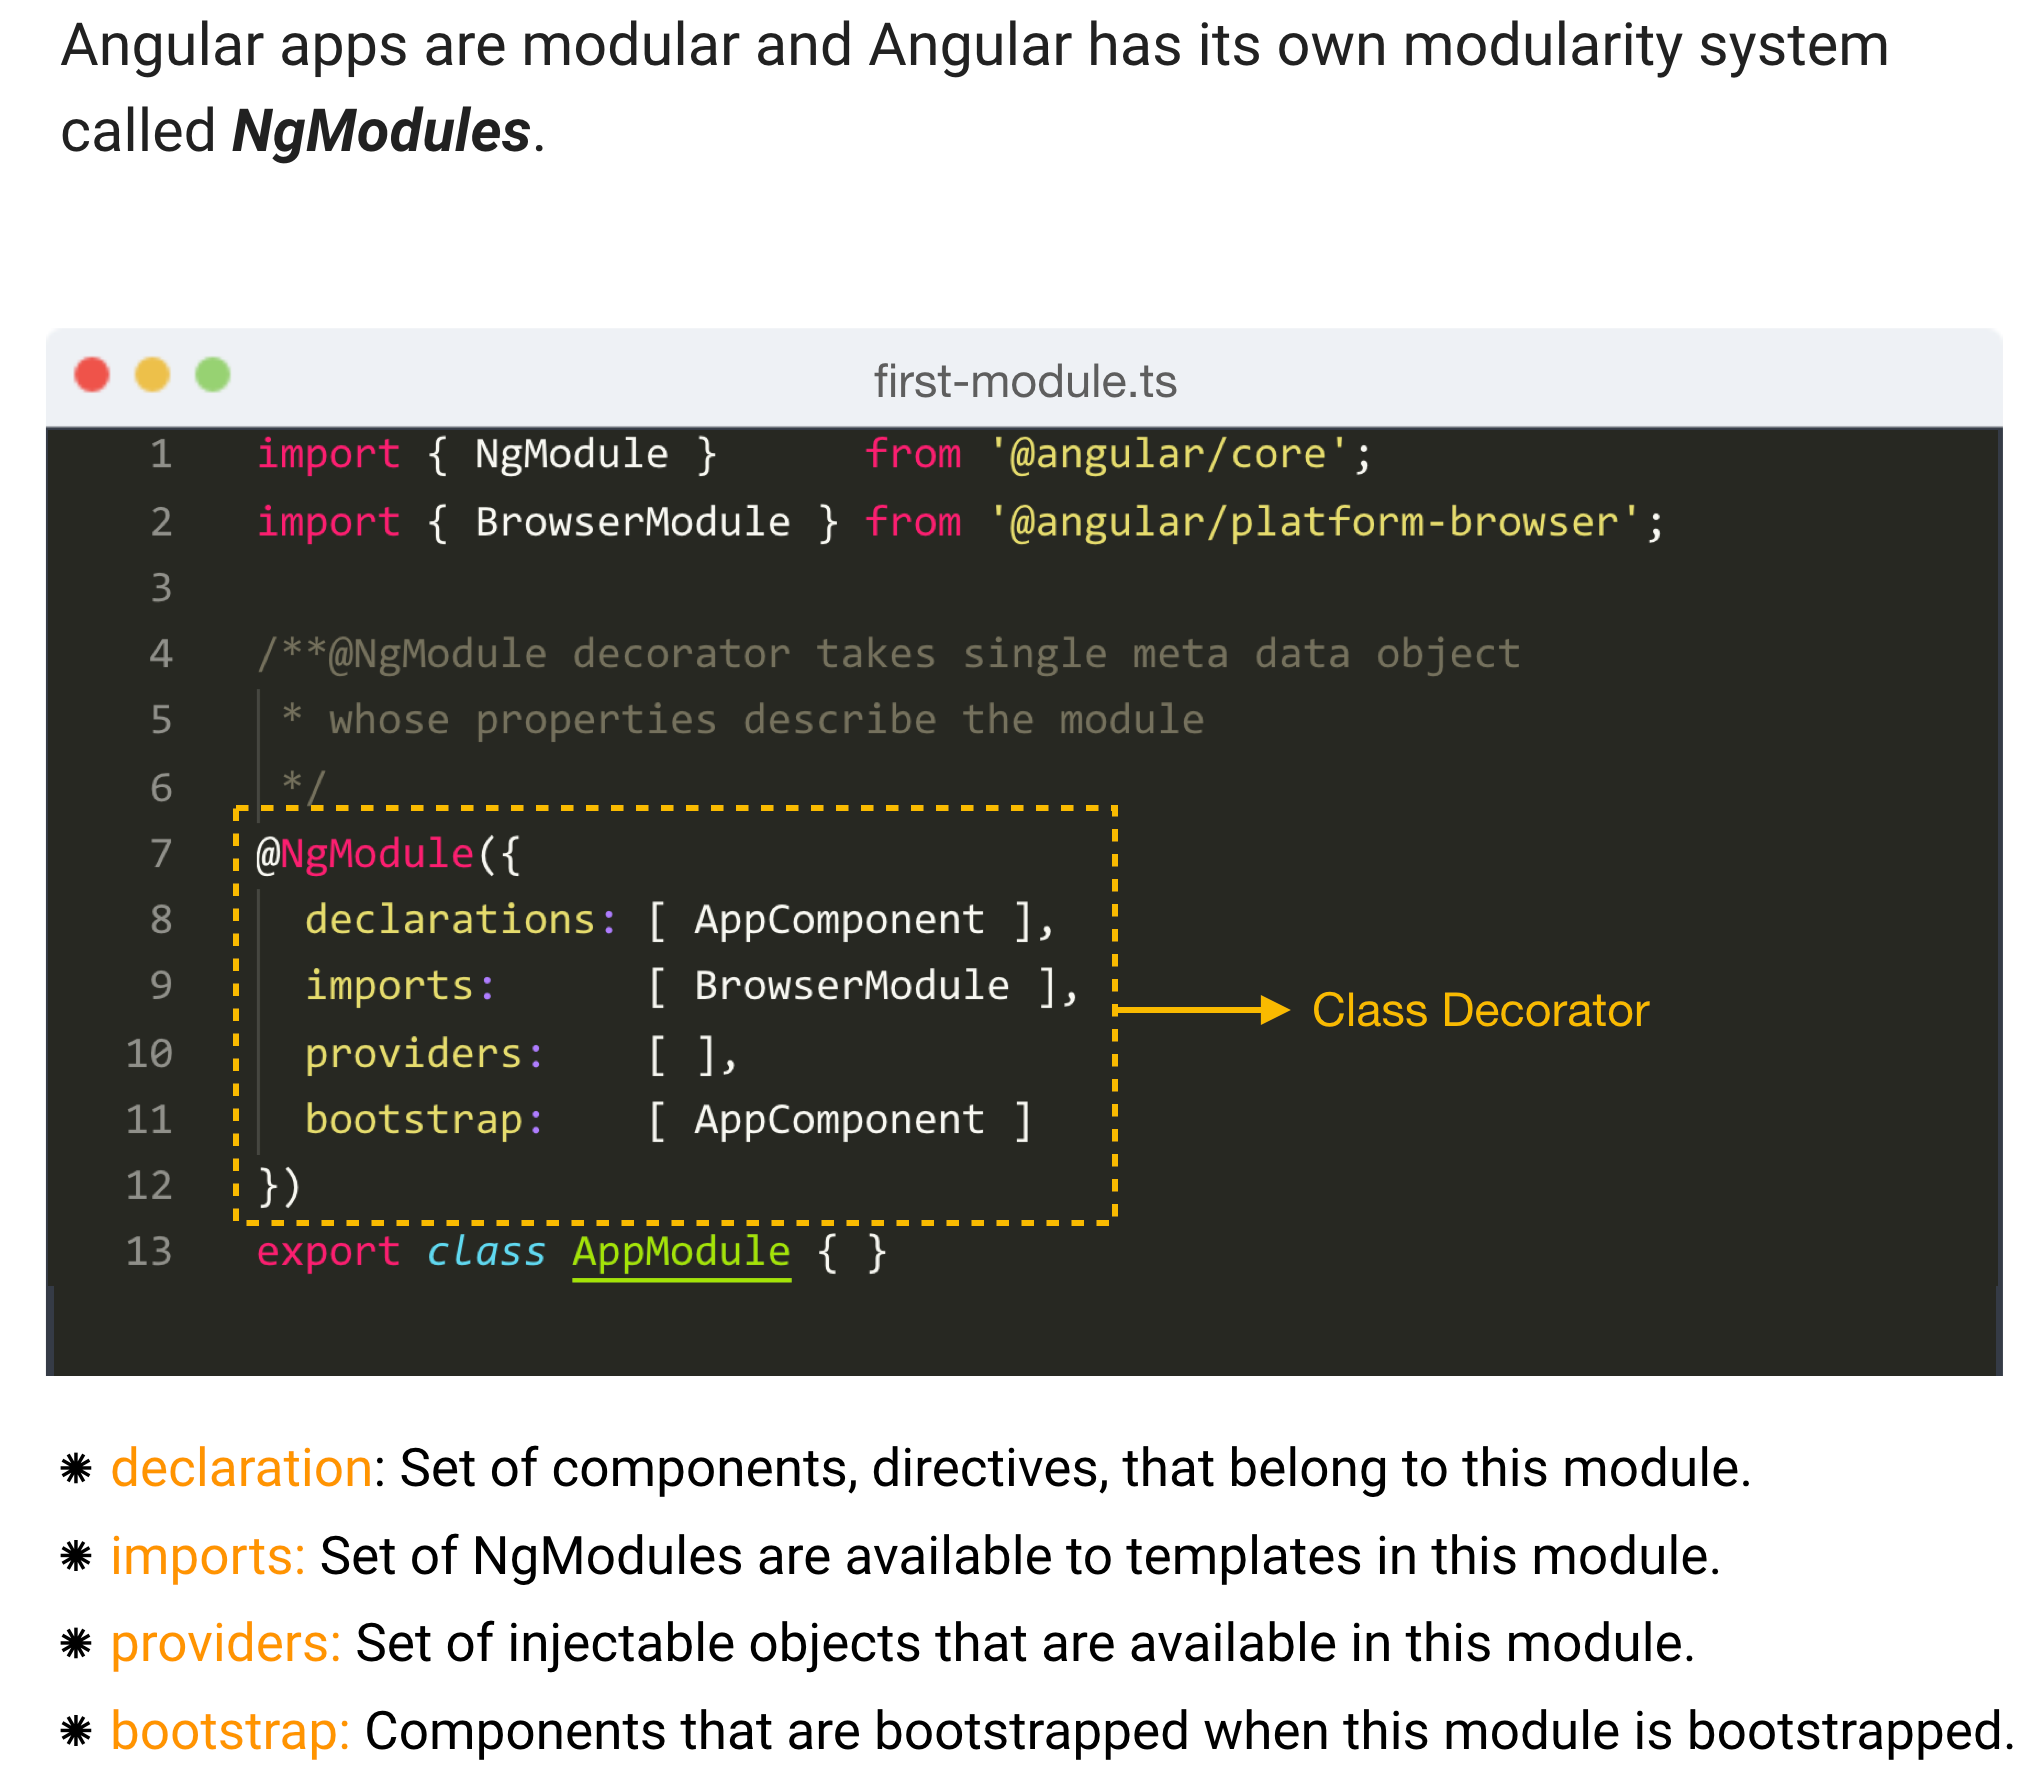 Angular apps are modular and Angular has its own modularity system
called NgModules.
first-module.ts
1 import { NgModule }      from '@angular/core';
2 import { BrowserModule } from '@angular/platform-browser';
3
4 /**@NgModule decorator takes single meta data object
5  * whose properties describe the module
6  */
7 @NgModule({
8   declarations: [ AppComponent ],
9   imports:      [ BrowserModule ],
Class Decorator
10   providers:    [ ],
11   bootstrap:    [ AppComponent ]
12 })
13 export class AppModule { }
⁕ declaration: Set of components, directives, that belong to this module.
⁕ imports: Set of NgModules are available to templates in this module.
⁕ providers: Set of injectable objects that are available in this module.
⁕ bootstrap: Components that are bootstrapped when this module is bootstrapped.